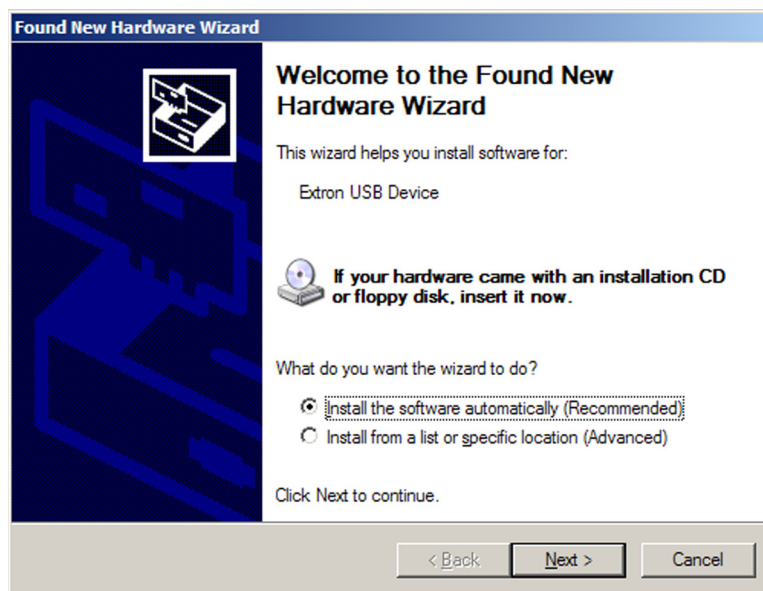 Found New Hardware Wizard
Welcome to the Found New
Hardware Wizard
This wizard helps you install software for:
Extron USB Device
If your hardware came with an installation CD
or floppy disk, insert it now.
What do you want the wizard to do?
Install the software automatically (Recommended)
Install from a list or specific location (Advanced)
Click Next to continue.
< Back Next > Cancel